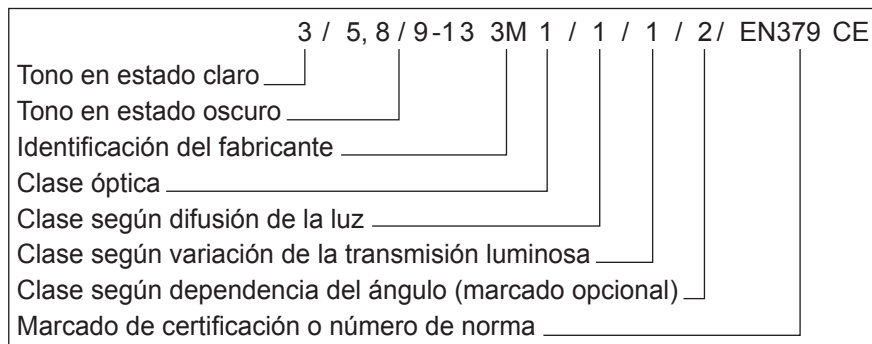 3 / 5, 8 / 9-13 3M 1 / 1 / 1 / 2/ EN379 CE
Tono en estado claro
Tono en estado oscuro
Identificación del fabricante
Clase óptica
Clase según difusión de la luz
Clase según variación de la transmisión luminosa
Clase según dependencia del ángulo (marcado opcional)
Marcado de certificación o número de norma